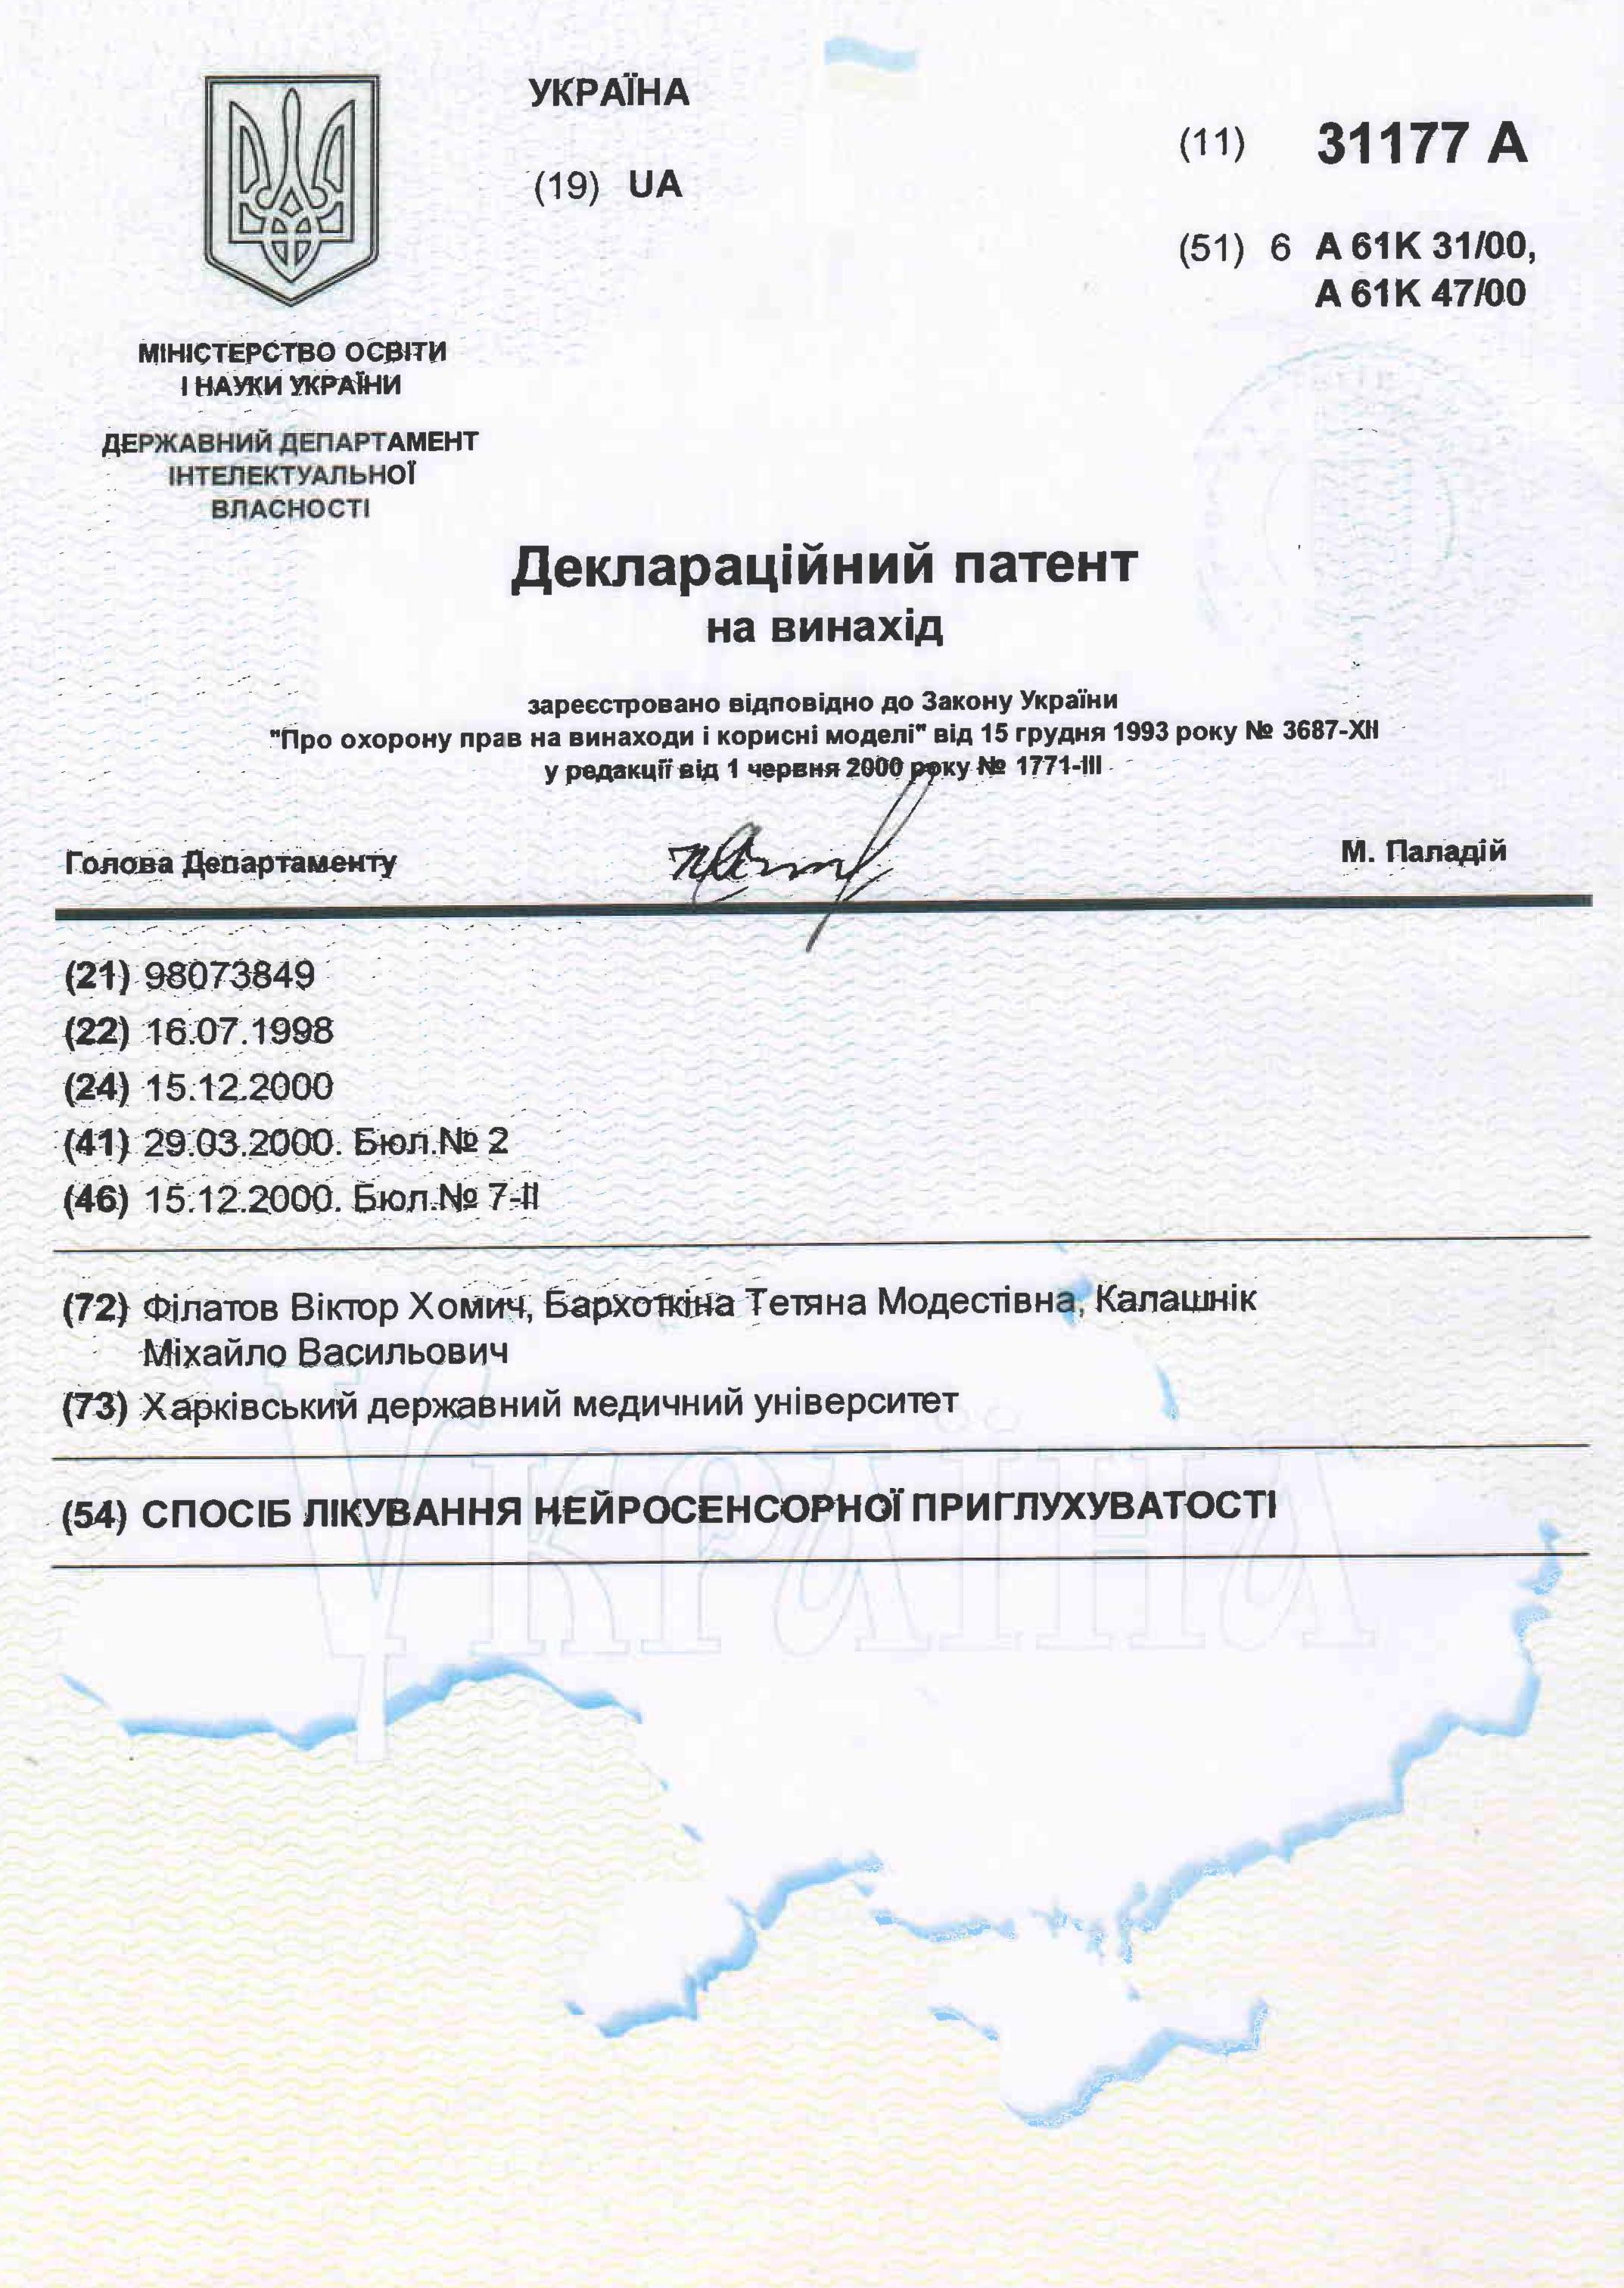 УКРАЇНА
(19) UA
(11) 31177 A
(51) 6 A 61K 31/00,
A 61K 47/00
МІНІСТЕРСТВО ОСВІТИ
І НАУКИ УКРАЇНИ
ДЕРЖАВНИЙ ДЕПАРТАМЕНТ
ІНТЕЛЕКТУАЛЬНОЇ
ВЛАСНОСТІ
Деклараційний патент
на винахід
зареєстровано відповідно до Закону України
"Про охорону прав на винаходи і корисні моделі" від 15 грудня 1993 року № 3687-XII
у редакції від 1 червня 2000 року № 1771-III
Голова Департаменту
М. Паладій
(21) 98073849
(22) 16.07.1998
(24) 15.12.2000
(41) 29.03.2000. Бюл.№ 2
(46) 15.12.2000. Бюл.№ 7-II
(72) Філатов Віктор Хомич, Бархоткіна Тетяна Модестівна, Калашнік
Міхайло Васильович
(73) Харківський державний медичний університет
УКРАЇНА
(54) СПОСІБ ЛІКУВАННЯ НЕЙРОСЕНСОРНОЇ ПРИГЛУХУВАТОСТІ